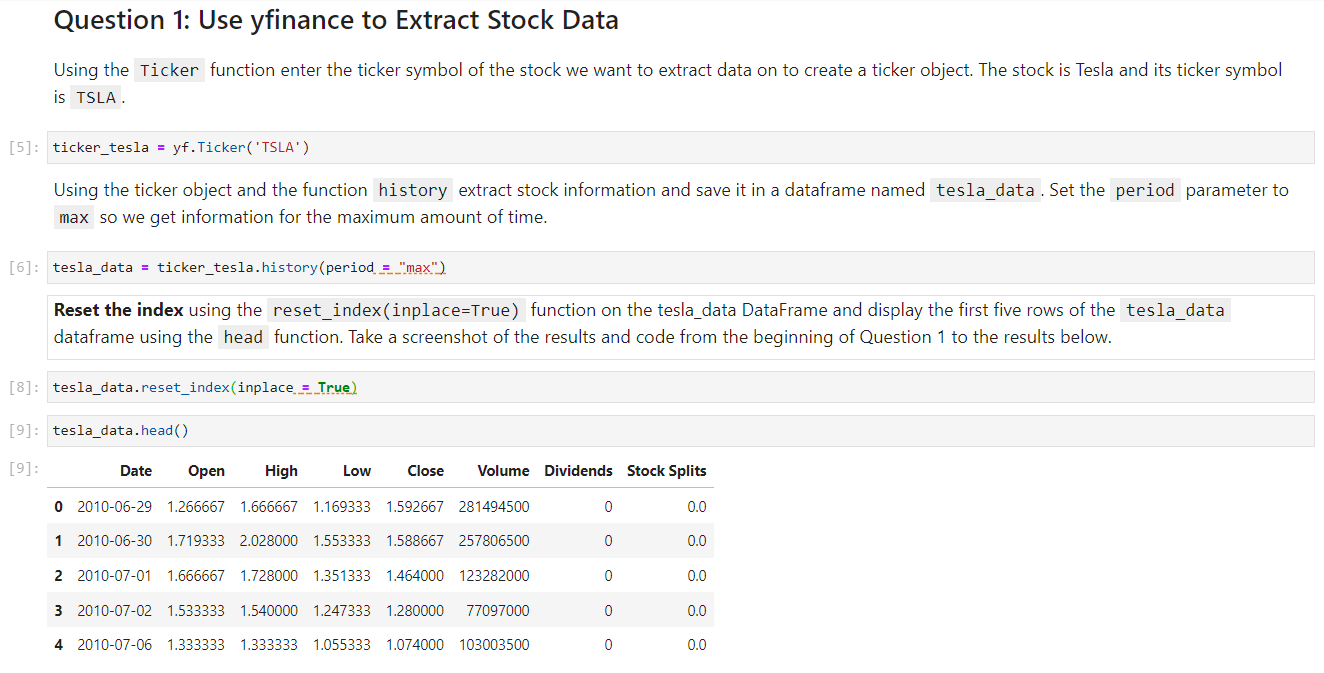 Question 1: Use yfinance to Extract Stock Data
Using the Ticker function enter the ticker symbol of the stock we want to extract data on to create a ticker object. The stock is Tesla and its ticker symbol
is TSLA .
[5]: ticker_tesla = yf.Ticker('TSLA')
Using the ticker object and the function history extract stock information and save it in a dataframe named tesla_data . Set the period parameter to
max so we get information for the maximum amount of time.
[6]: tesla_data = ticker_tesla.history(period = "max")
Reset the index using the reset_index(inplace=True) function on the tesla_data DataFrame and display the first five rows of the tesla_data
dataframe using the head function. Take a screenshot of the results and code from the beginning of Question 1 to the results below.
[8]: tesla_data.reset_index(inplace = True)
[9]: tesla_data.head()
[9]: Date Open High Low Close Volume Dividends Stock Splits
0 2010-06-29 1.266667 1.666667 1.169333 1.592667 281494500 0 0.0
1 2010-06-30 1.719333 2.028000 1.553333 1.588667 257806500 0 0.0
2 2010-07-01 1.666667 1.728000 1.351333 1.464000 123282000 0 0.0
3 2010-07-02 1.533333 1.540000 1.247333 1.280000 77097000 0 0.0
4 2010-07-06 1.333333 1.333333 1.055333 1.074000 103003500 0 0.0